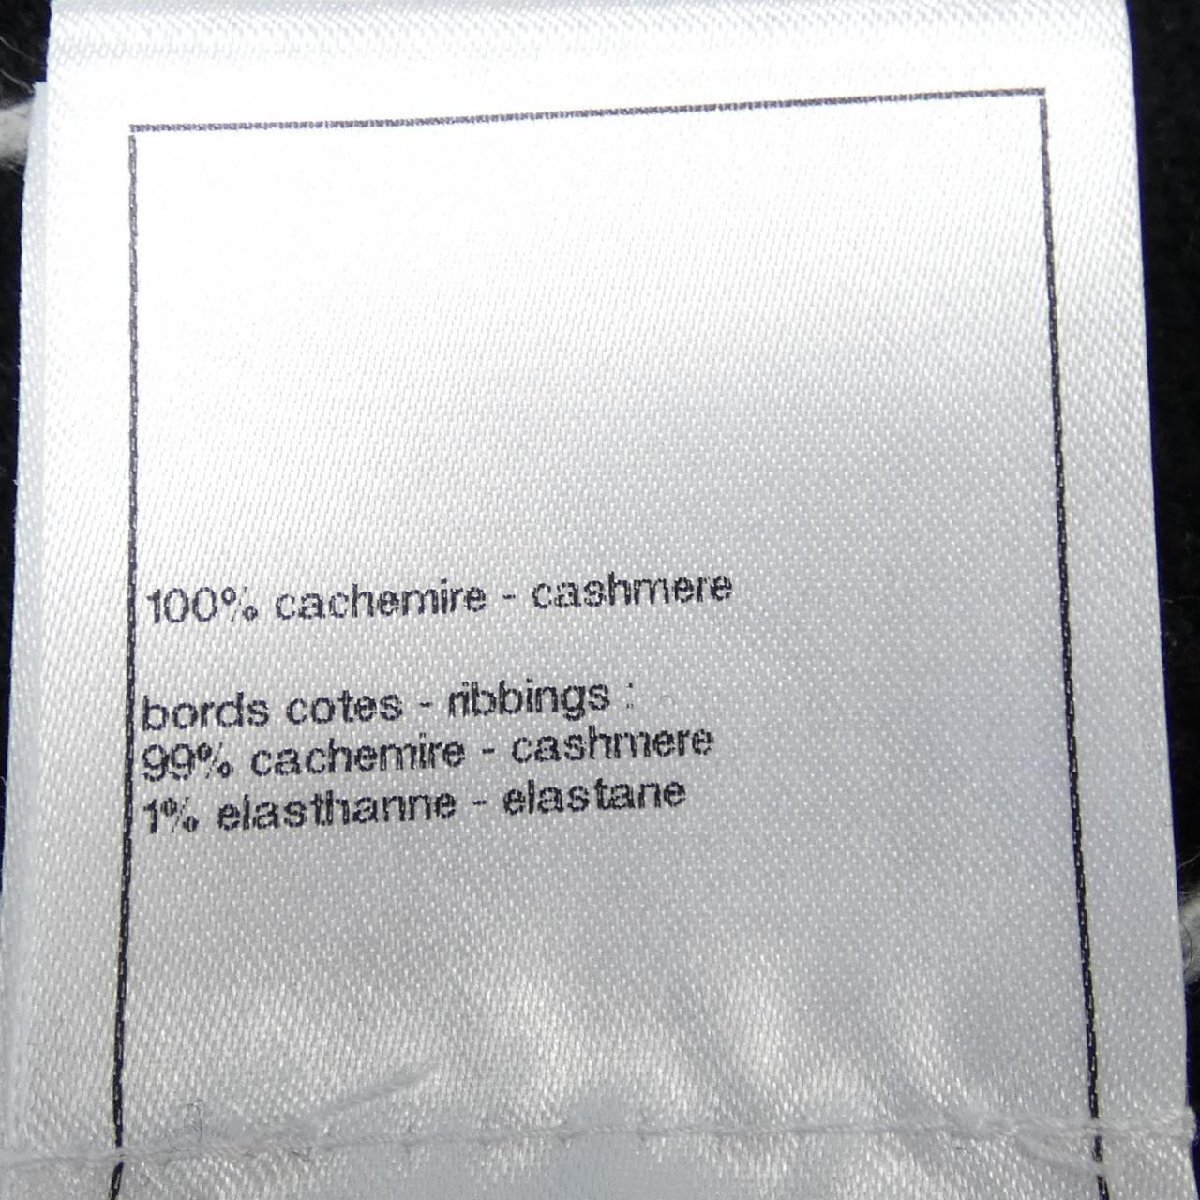 100% cachemire - cashmere
bords cotes - ribbings :
99% cachemire - cashmere
1% elasthanne - elastane